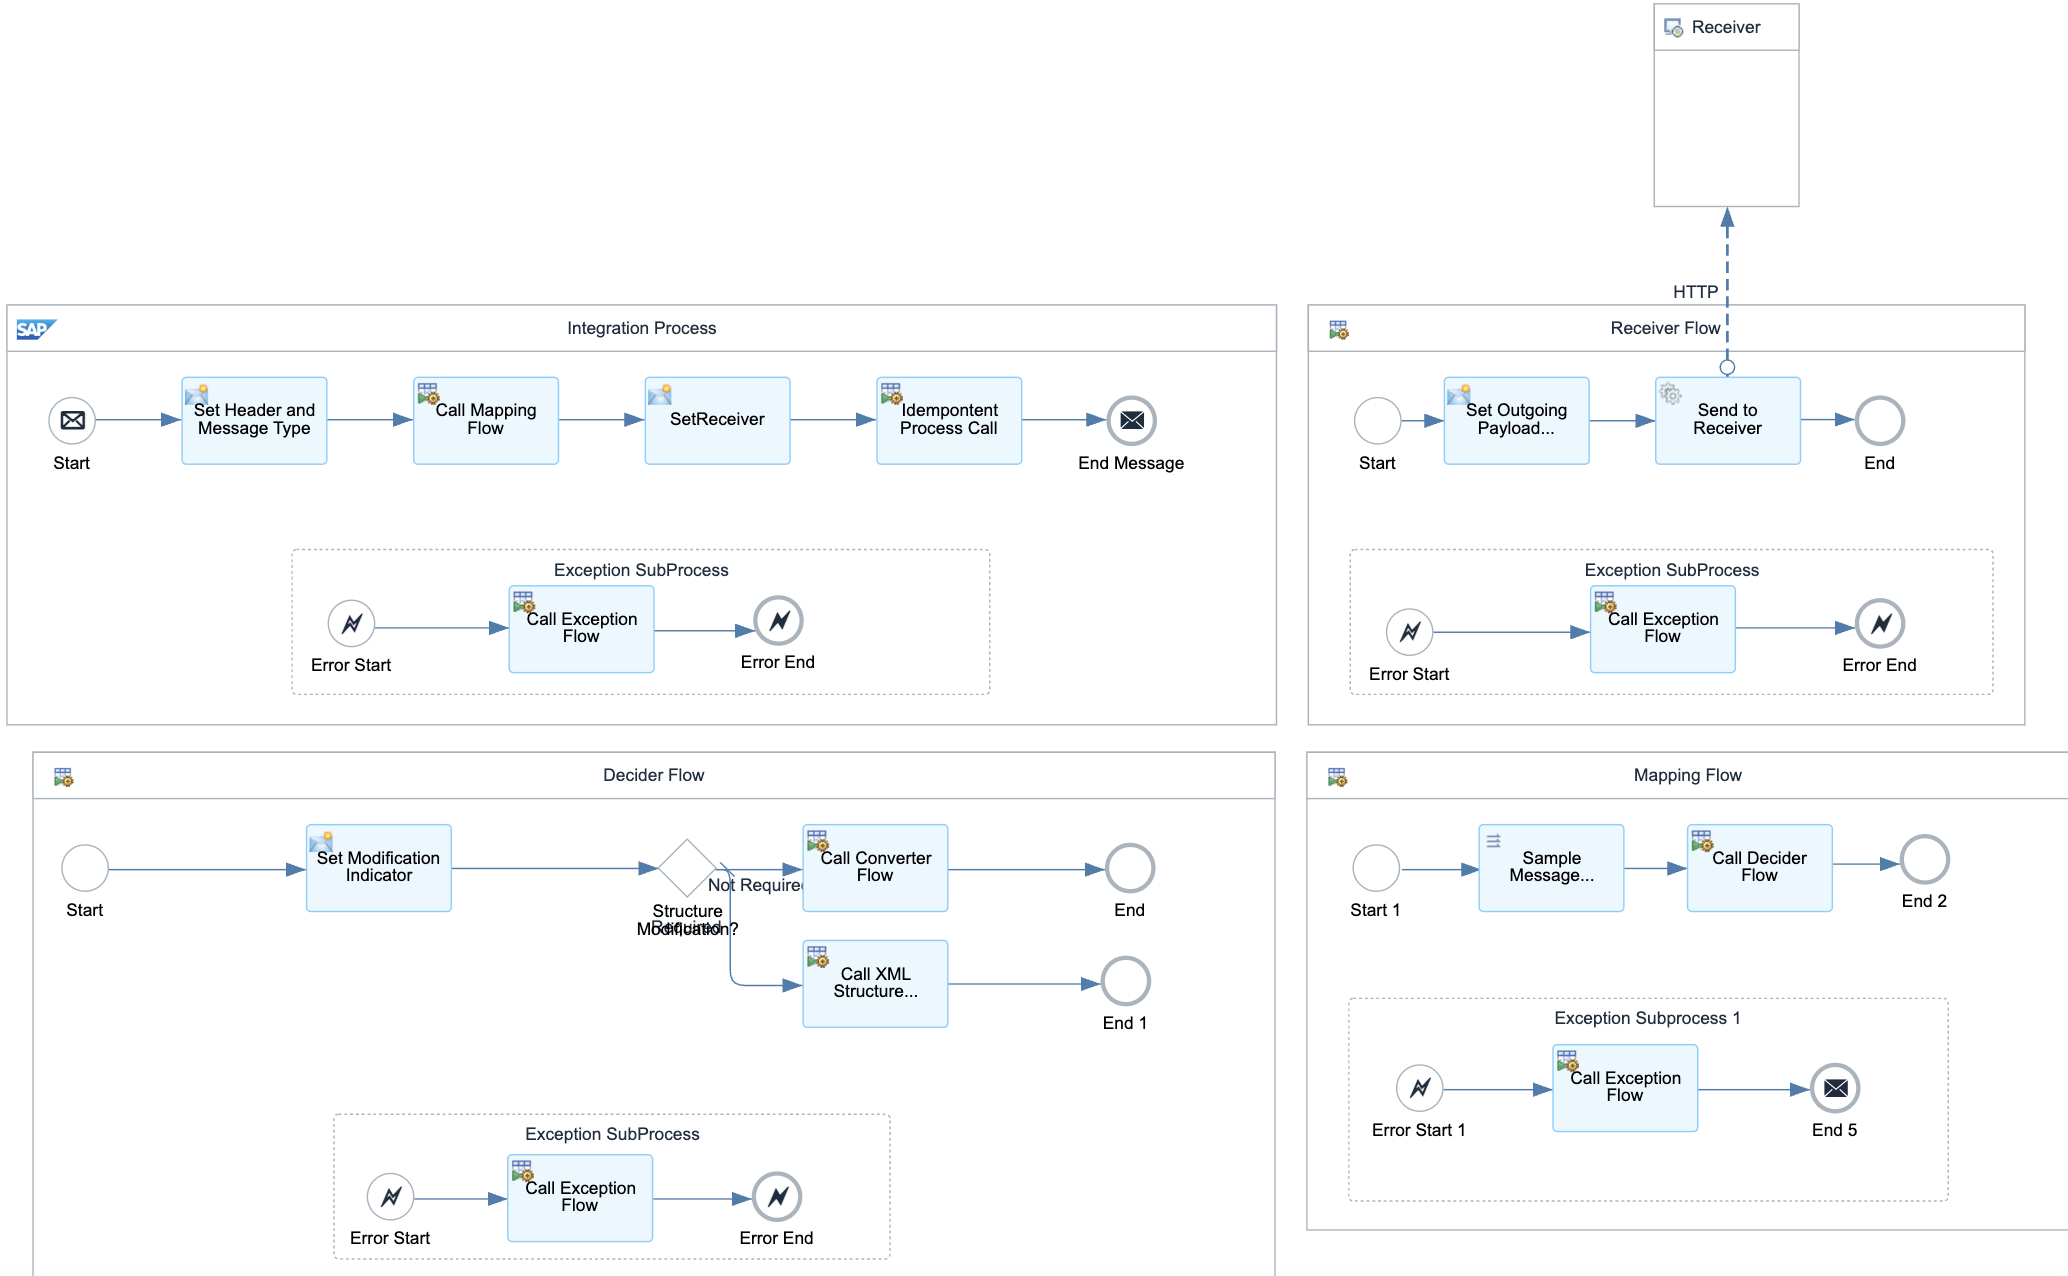 Receiver
HTTP
SAP
Integration Process
Start
Set Header and
Message Type
Call Mapping
Flow
SetReceiver
Idempontent
Process Call
End Message
Exception SubProcess
Error Start
Call Exception
Flow
Error End
Receiver Flow
Start
Set Outgoing
Payload...
Send to
Receiver
End
Exception SubProcess
Error Start
Call Exception
Flow
Error End
Decider Flow
Start
Set Modification
Indicator
Structure
Modification?
Not Required
Required
Call Converter
Flow
End
Call XML
Structure...
End 1
Exception SubProcess
Error Start
Call Exception
Flow
Error End
Mapping Flow
Start 1
Sample
Message...
Call Decider
Flow
End 2
Exception Subprocess 1
Error Start 1
Call Exception
Flow
End 5